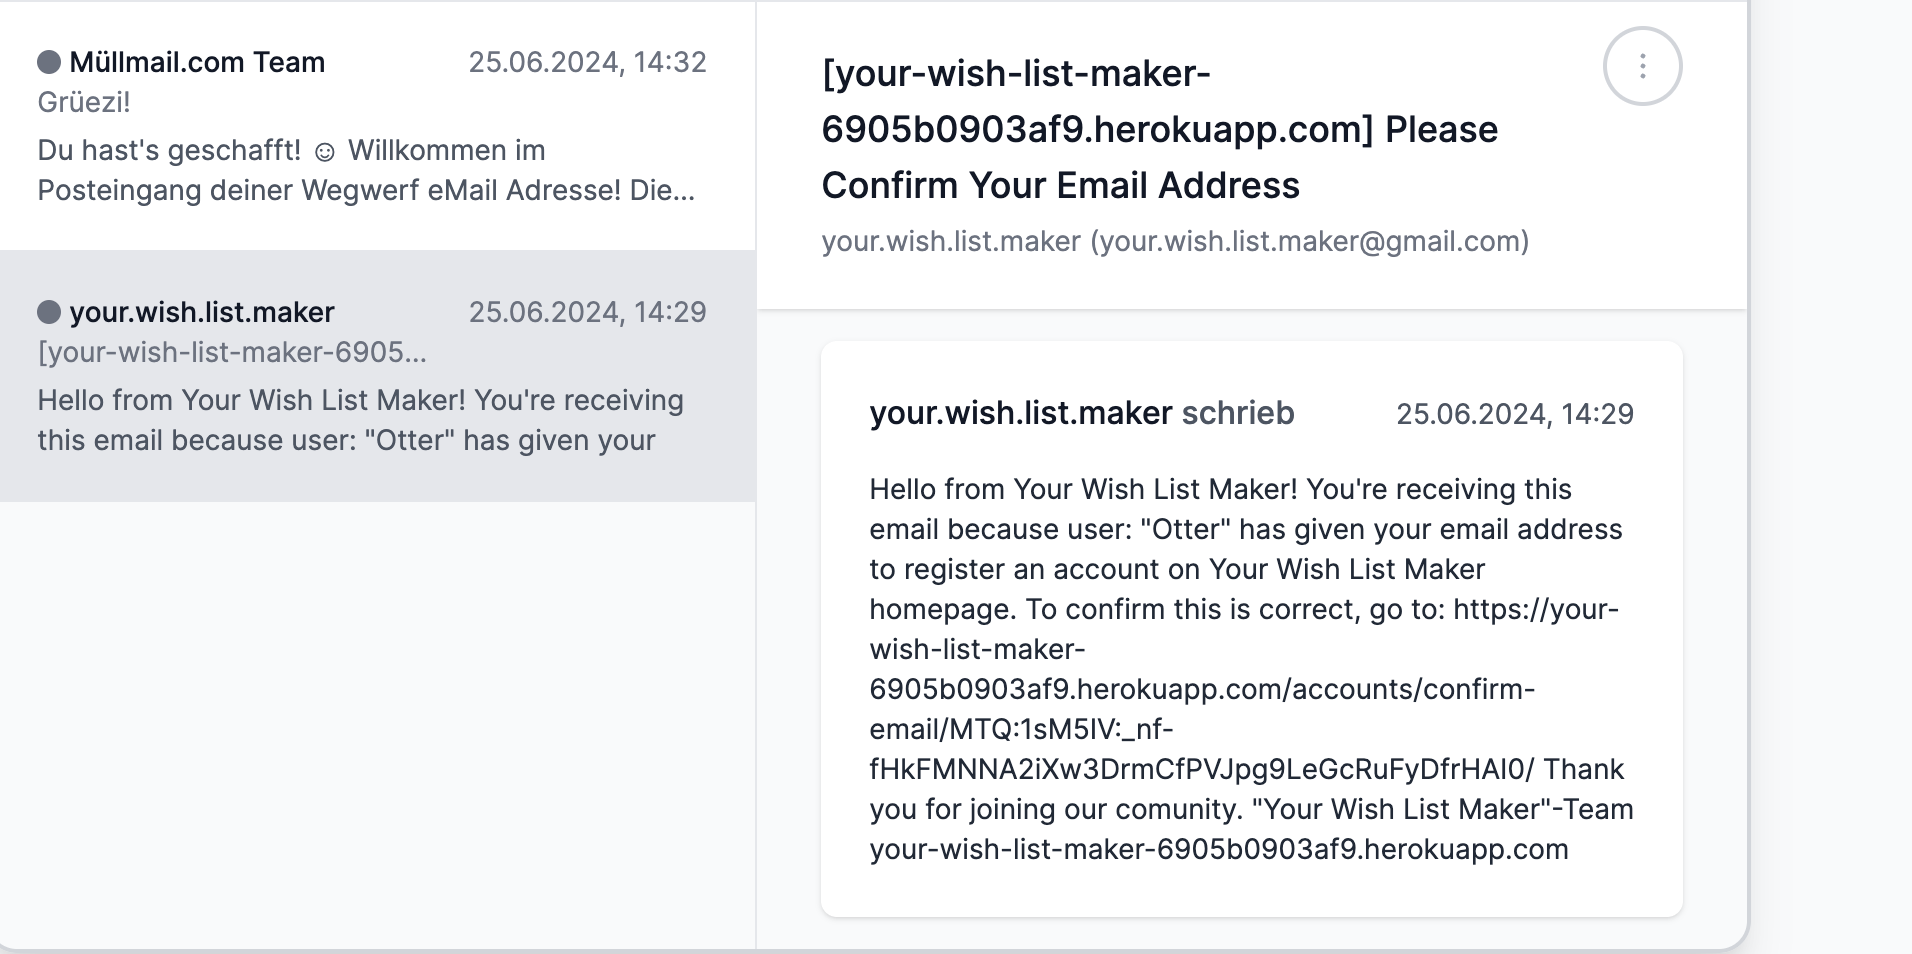 Müllmail.com Team 25.06.2024, 14:32
Grüezi!
Du hast's geschafft! ☺ Willkommen im
Posteingang deiner Wegwerf eMail Adresse! Die...
your.wish.list.maker 25.06.2024, 14:29
[your-wish-list-maker-6905...
Hello from Your Wish List Maker! You're receiving
this email because user: "Otter" has given your
[your-wish-list-maker-
6905b0903af9.herokuapp.com] Please
Confirm Your Email Address
your.wish.list.maker (your.wish.list.maker@gmail.com)
your.wish.list.maker schrieb 25.06.2024, 14:29
Hello from Your Wish List Maker! You're receiving this
email because user: "Otter" has given your email address
to register an account on Your Wish List Maker
homepage. To confirm this is correct, go to: https://your-
wish-list-maker-
6905b0903af9.herokuapp.com/accounts/confirm-
email/MTQ:1sM5IV:_nf-
fHkFMNNA2iXw3DrmCfPVJpg9LeGcRuFyDfrHAI0/ Thank
you for joining our comunity. "Your Wish List Maker"-Team
your-wish-list-maker-6905b0903af9.herokuapp.com